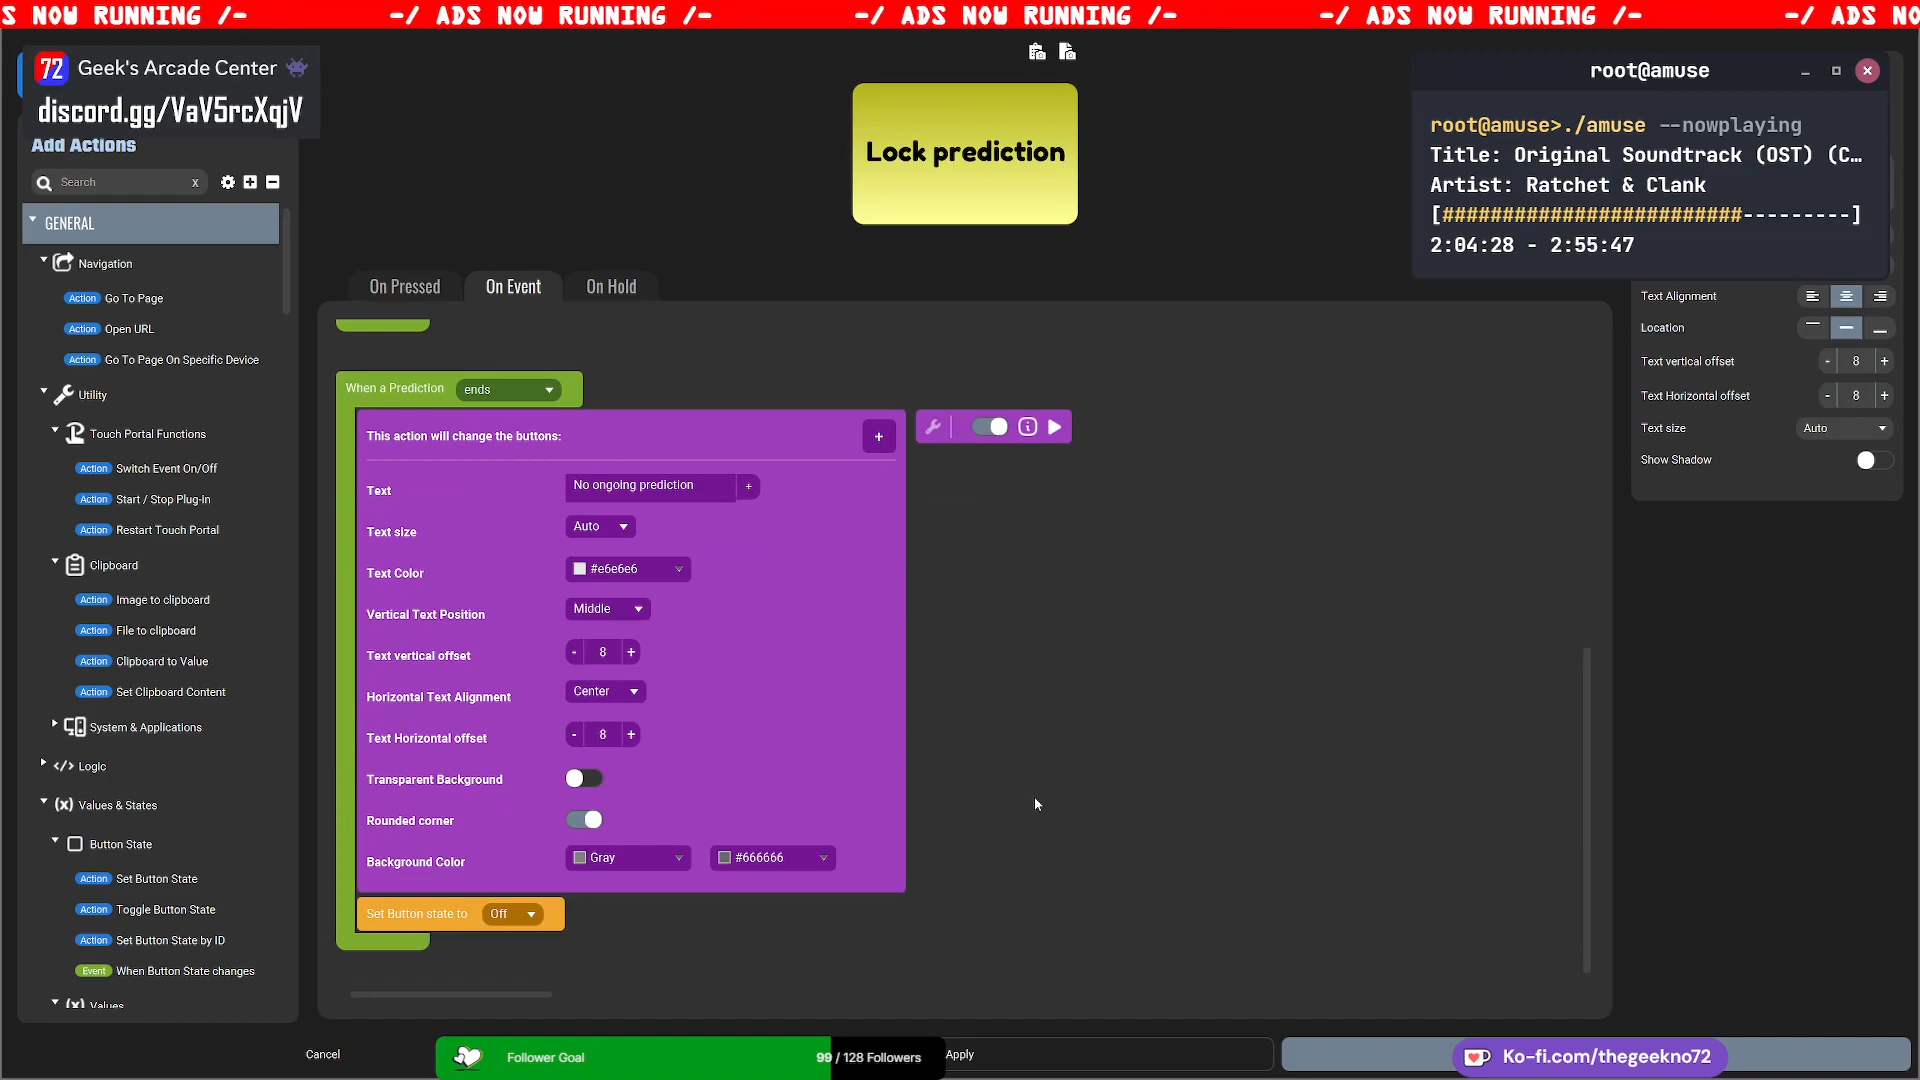 S NOW RUNNING /-
-/ ADS NOW RUNNING /-
-/ ADS NOW RUNNING /-
-/ ADS NOW RUNNING /-
-/ ADS NO
72 Geek's Arcade Center
discord.gg/VaV5rcXqjV
Add Actions
Search x
GENERAL
Navigation
Action Go To Page
Action Open URL
Action Go To Page On Specific Device
Utility
Touch Portal Functions
Action Switch Event On/Off
Action Start / Stop Plug-In
Action Restart Touch Portal
Clipboard
Action Image to clipboard
Action File to clipboard
Action Clipboard to Value
Action Set Clipboard Content
System & Applications
</> Logic
(x) Values & States
Button State
Action Set Button State
Action Toggle Button State
Action Set Button State by ID
Event When Button State changes
(x) Values
Lock prediction
On Pressed
On Event
On Hold
When a Prediction ends
This action will change the buttons: +
Text No ongoing prediction +
Text size Auto
Text Color #e6e6e6
Vertical Text Position Middle
Text vertical offset - 8 +
Horizontal Text Alignment Center
Text Horizontal offset - 8 +
Transparent Background
Rounded corner
Background Color Gray #666666
Set Button state to Off
root@amuse
root@amuse>./amuse --nowplaying
Title: Original Soundtrack (OST) (C…
Artist: Ratchet & Clank
[#########################---------]
2:04:28 - 2:55:47
Text Alignment
Location
Text vertical offset - 8 +
Text Horizontal offset - 8 +
Text size Auto
Show Shadow
Cancel
Follower Goal 99 / 128 Followers
Apply
Ko-fi.com/thegeekno72